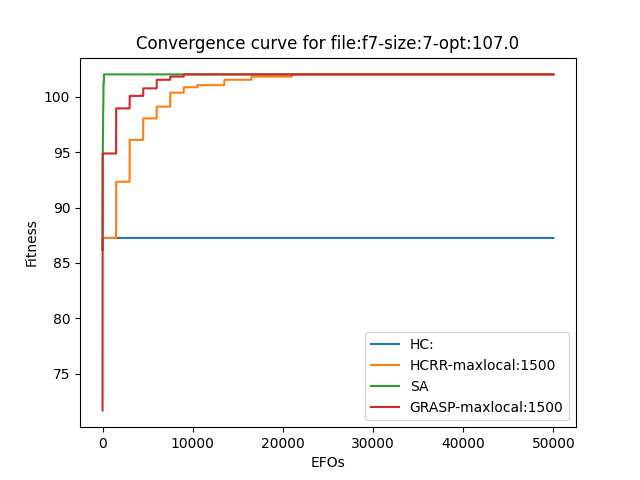 Convergence curve for file:f7-size:7-opt:107.0
Fitness
100
95
90
85
80
75
0 10000 20000 30000 40000 50000
EFOs
HC:
HCRR-maxlocal:1500
SA
GRASP-maxlocal:1500